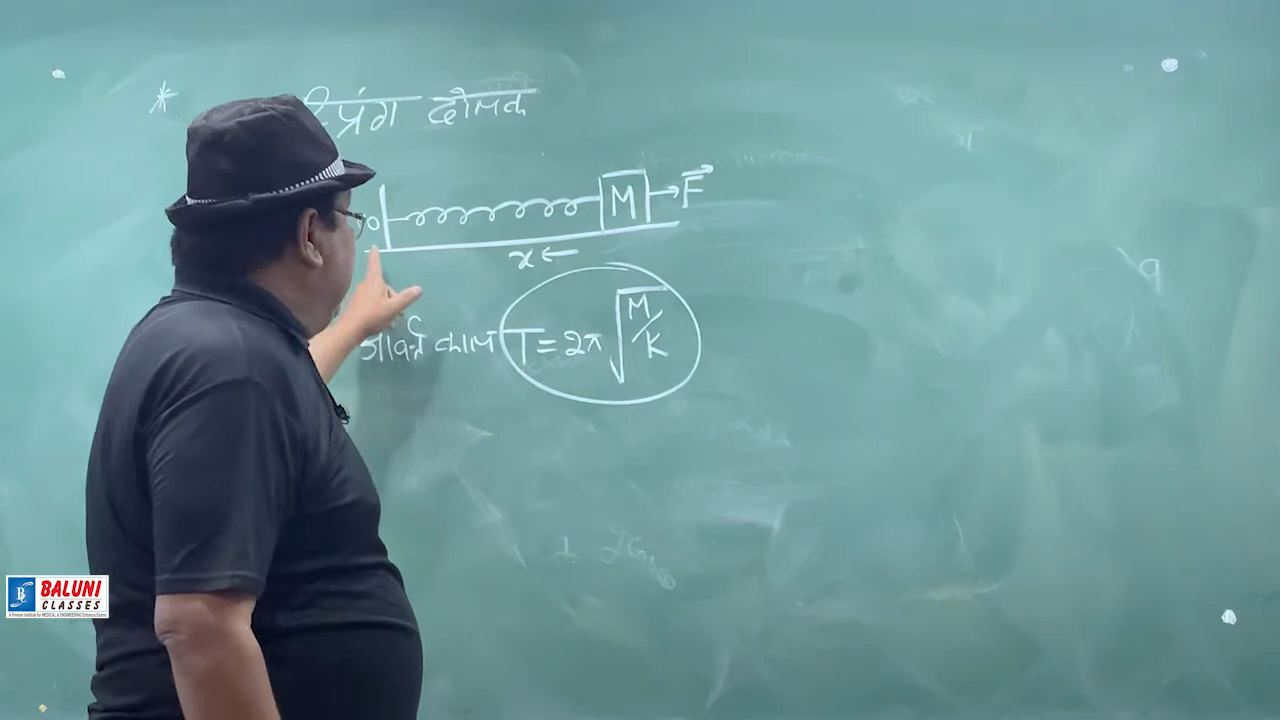 * स्प्रिंग दोलक
M F
x ←
आवर्त काल T = 2π √M/K
BALUNI
CLASSES